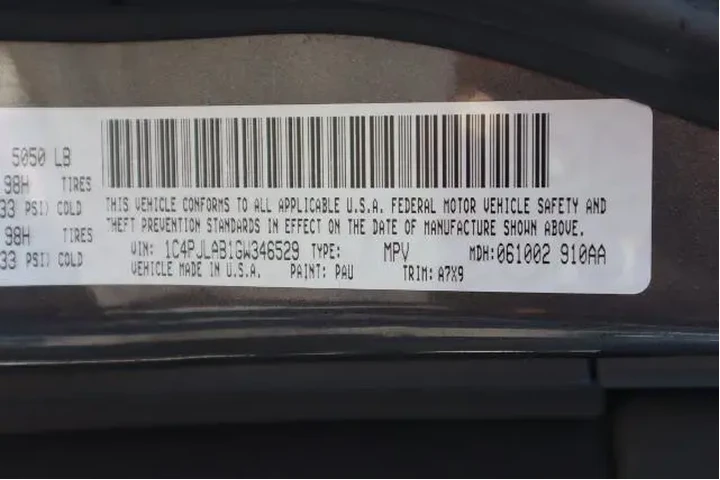 5050 LB
98H TIRES
33 PSI) COLD
98H TIRES
33 PSI) COLD
THIS VEHICLE CONFORMS TO ALL APPLICABLE U.S.A. FEDERAL MOTOR VEHICLE SAFETY AND
THEFT PREVENTION STANDARDS IN EFFECT ON THE DATE OF MANUFACTURE SHOWN ABOVE.
VIN: 1C4PJLAB1GW346529 TYPE: MPV MDH:061002 910AA
VEHICLE MADE IN U.S.A. PAINT: PAU TRIM: A7X9